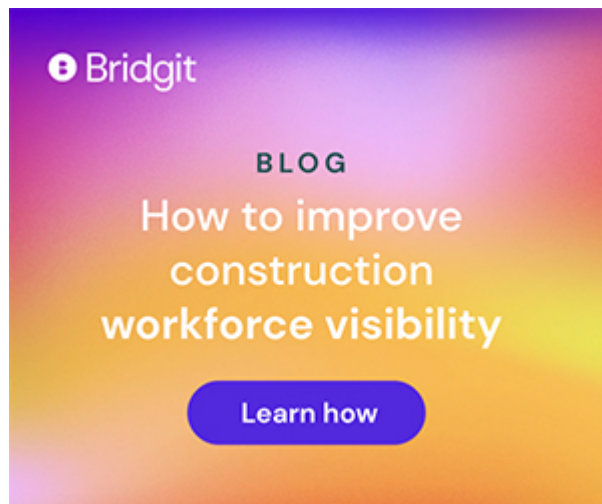 Bridgit
BLOG
How to improve
construction
workforce visibility
Learn how